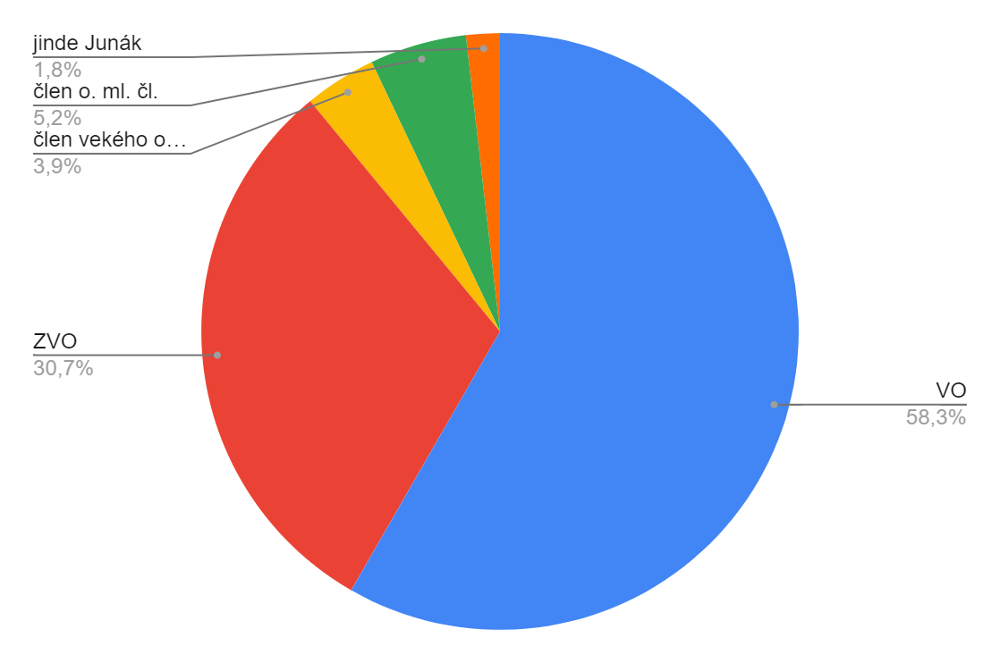 jinde Junák
1,8%
člen o. ml. čl.
5,2%
člen vekého o…
3,9%
ZVO
30,7%
VO
58,3%